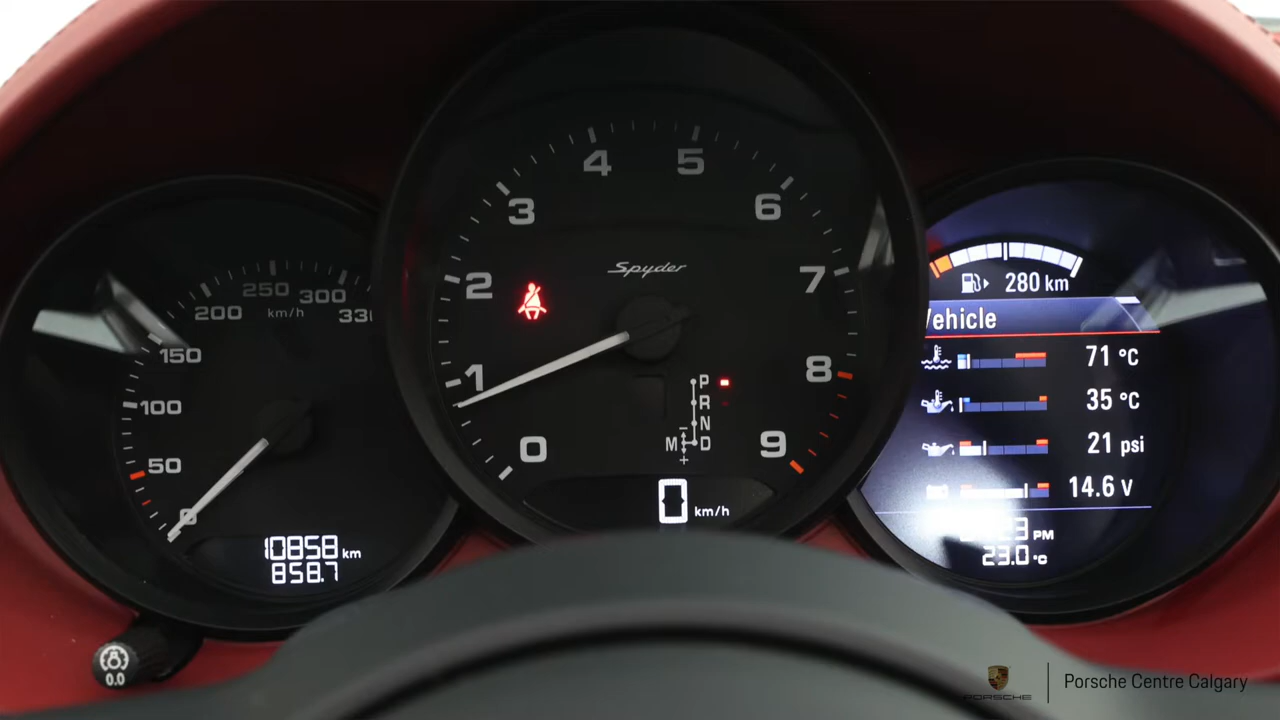 50
100
150
200
250
300
km/h
0
10858 km
858.7
0.0
0
1
2
3
4
5
6
7
8
9
Spyder
P
R
N
M D
0 km/h
280 km
71 °C
35 °C
21 psi
14.6 V
PM
23.0 °C
PORSCHE
Porsche Centre Calgary